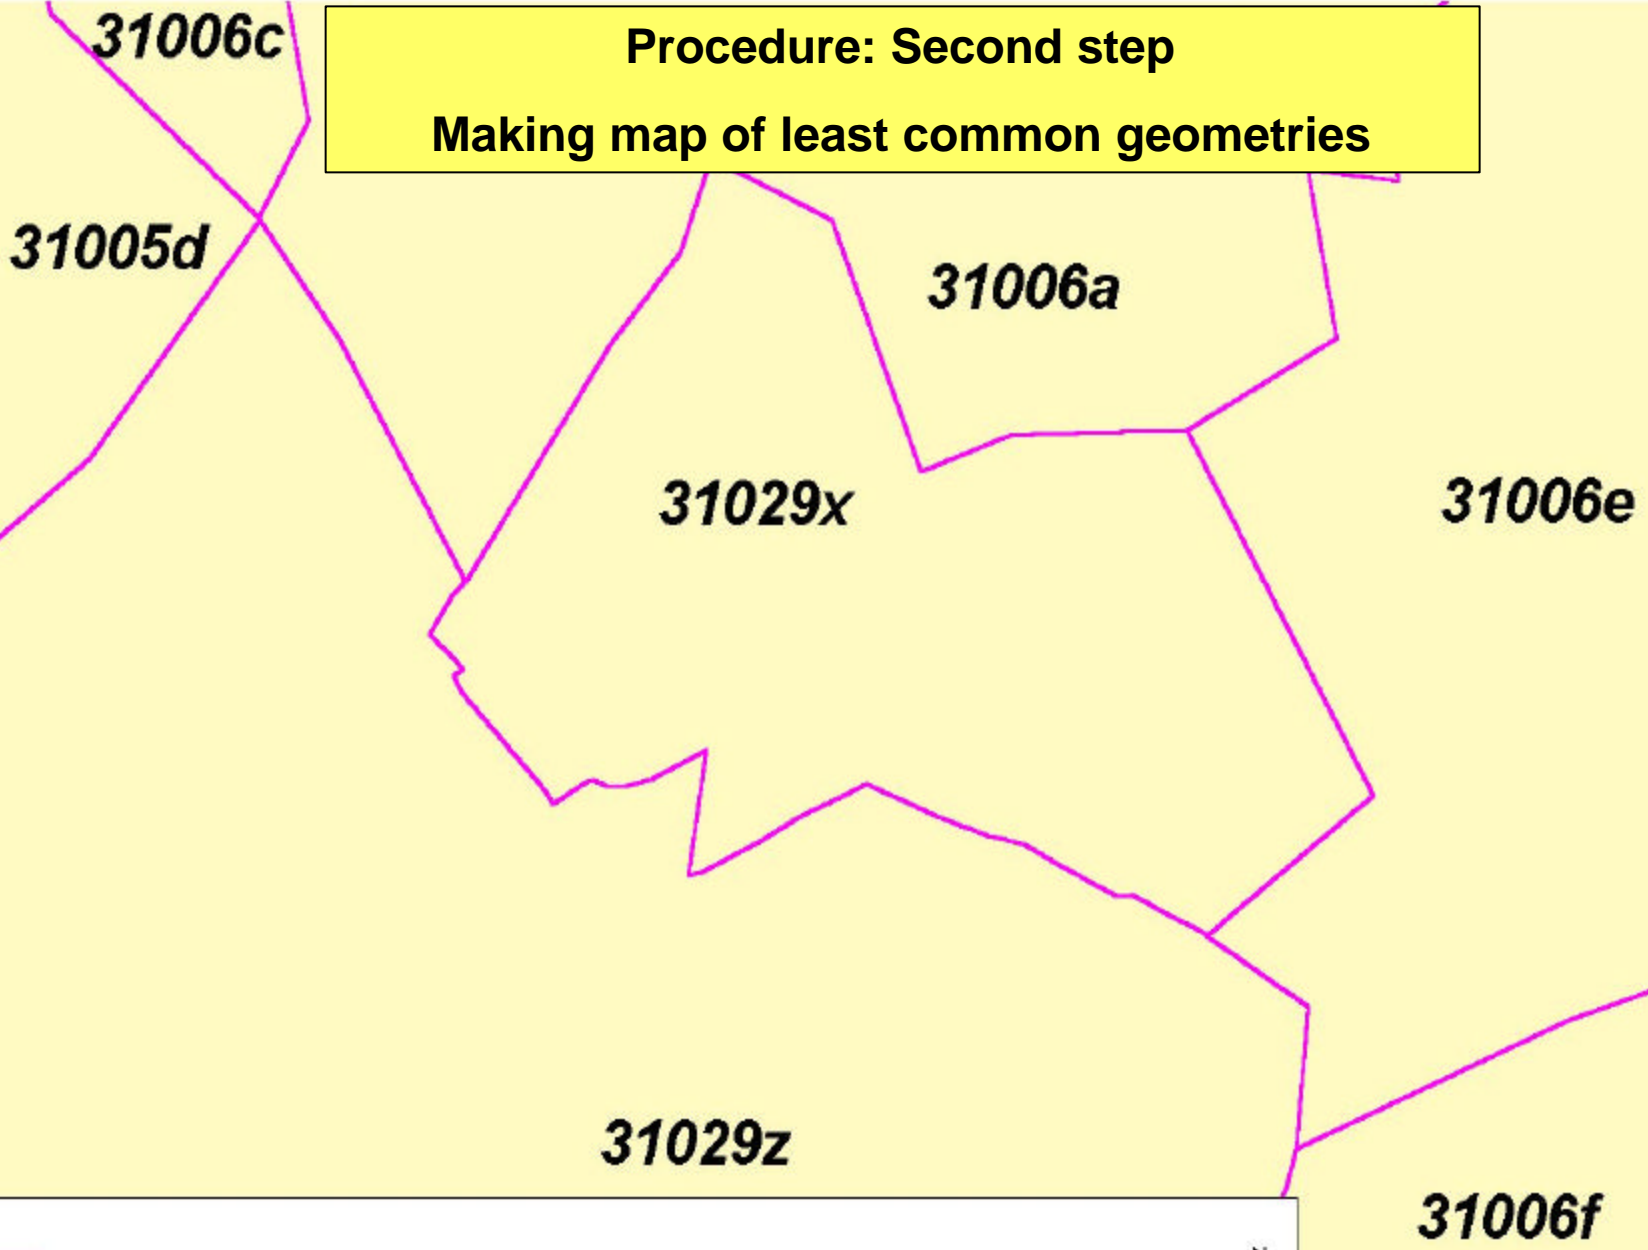 31006c
Procedure: Second step
Making map of least common geometries
31005d
31006a
31029x
31006e
31029z
31006f